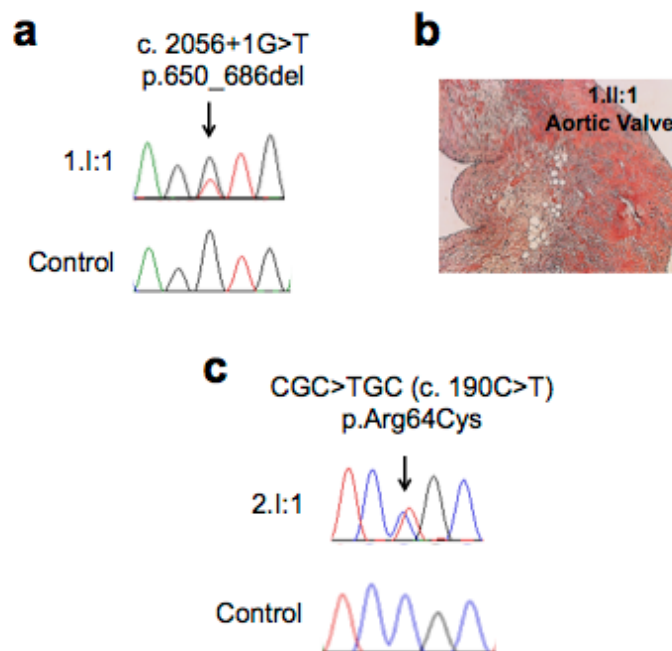 a
c. 2056+1G>T
p.650_686del
1.I:1
Control
b
1.II:1
Aortic Valve
c
CGC>TGC (c. 190C>T)
p.Arg64Cys
2.I:1
Control